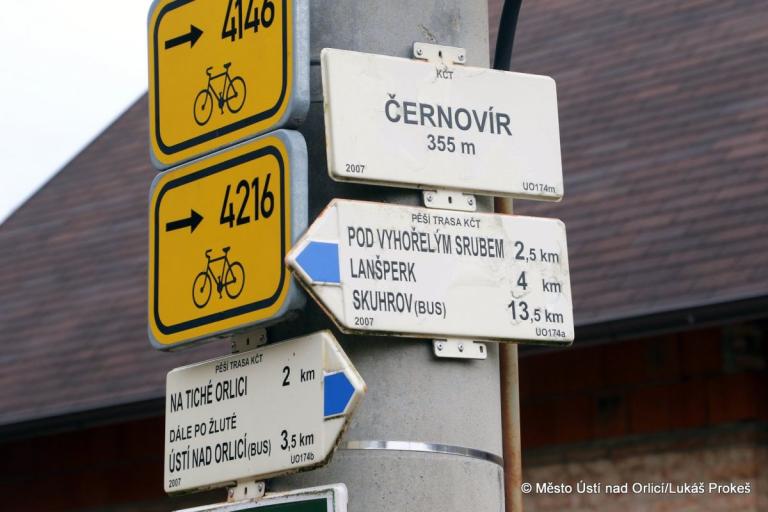 4146
4216
KČT
ČERNOVÍR
355 m
2007 UO174m
PĚŠÍ TRASA KČT
POD VYHOŘELÝM SRUBEM 2,5 km
LANŠPERK 4 km
SKUHROV (BUS) 13,5 km
2007 UO174a
PĚŠÍ TRASA KČT
NA TICHÉ ORLICI 2 km
DÁLE PO ŽLUTÉ
ÚSTÍ NAD ORLICÍ (BUS) 3,5 km
2007 UO174b
© Město Ústí nad Orlicí/Lukáš Prokeš